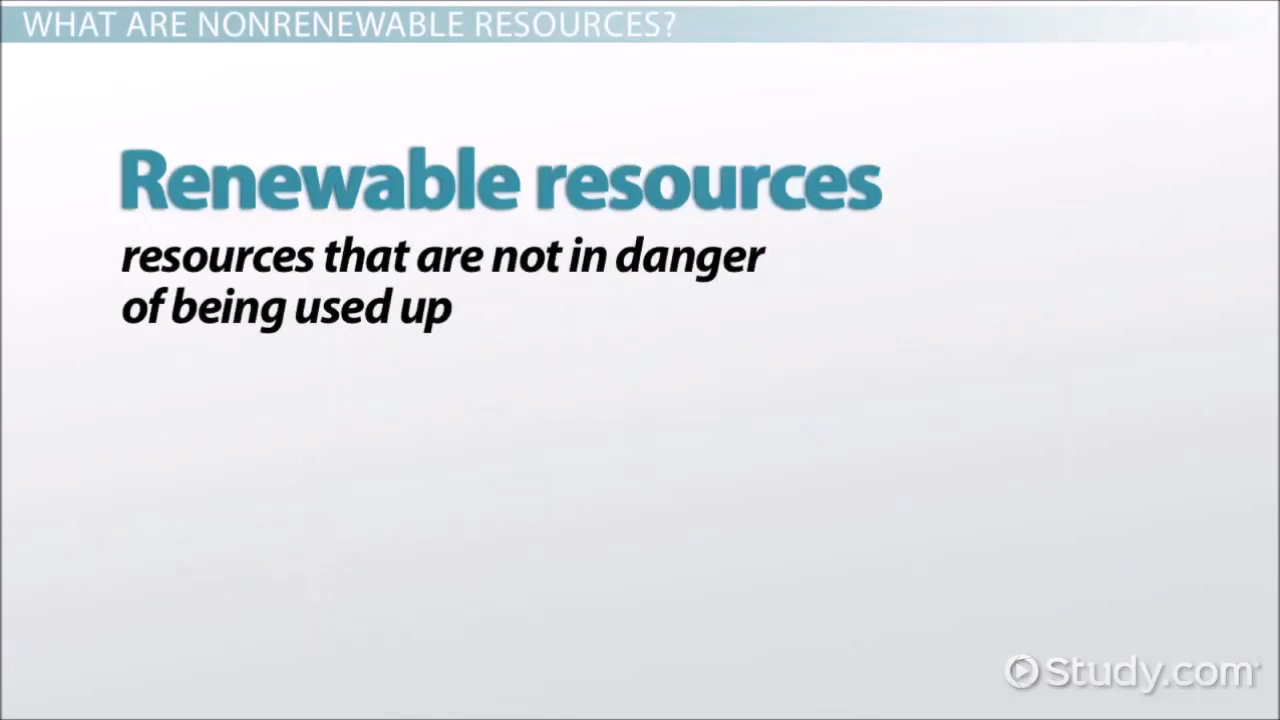 WHAT ARE NONRENEWABLE RESOURCES?
Renewable resources
resources that are not in danger
of being used up
Study.com